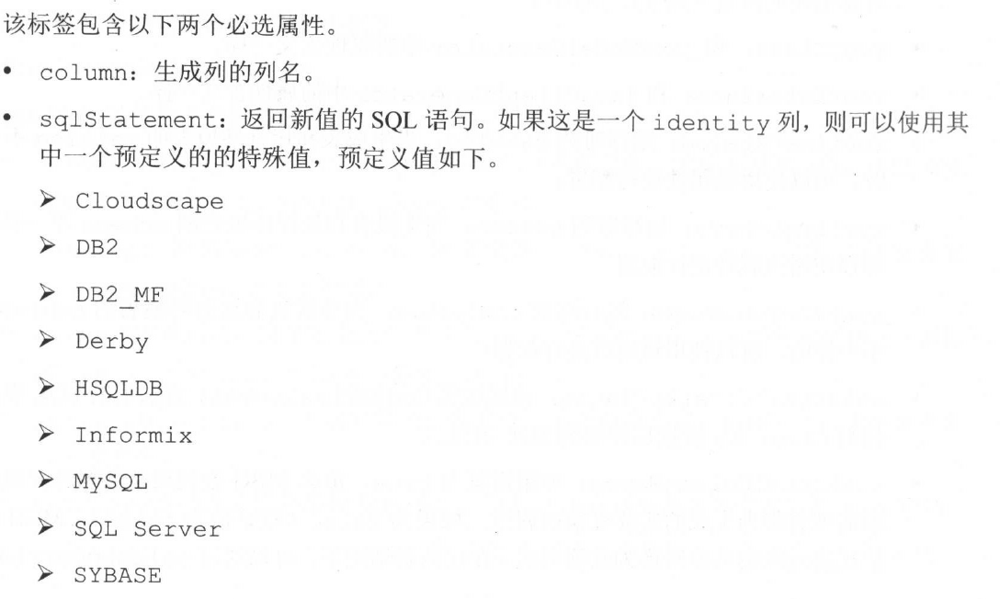 该标签包含以下两个必选属性。
• column：生成列的列名。
• sqlStatement：返回新值的 SQL 语句。如果这是一个 identity 列，则可以使用其
中一个预定义的的特殊值，预定义值如下。
➢ Cloudscape
➢ DB2
➢ DB2_MF
➢ Derby
➢ HSQLDB
➢ Informix
➢ MySQL
➢ SQL Server
➢ SYBASE